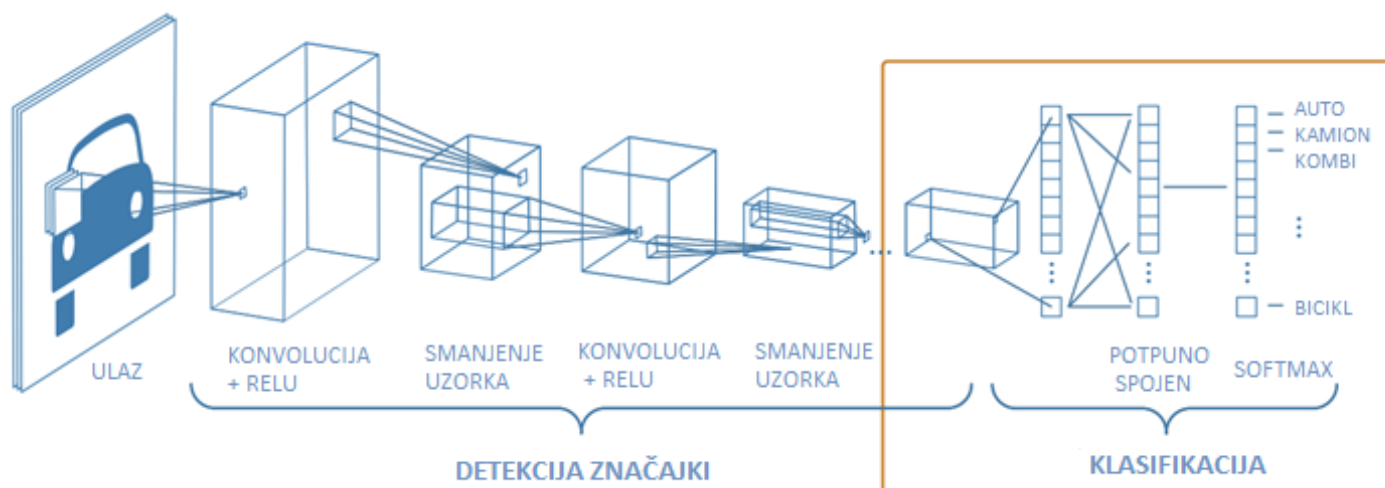 ULAZ
KONVOLUCIJA
+ RELU
SMANJENJE
UZORKA
KONVOLUCIJA
+ RELU
SMANJENJE
UZORKA
...
POTPUNO
SPOJEN
SOFTMAX
AUTO
KAMION
KOMBI
BICIKL
DETEKCIJA ZNAČAJKI
KLASIFIKACIJA